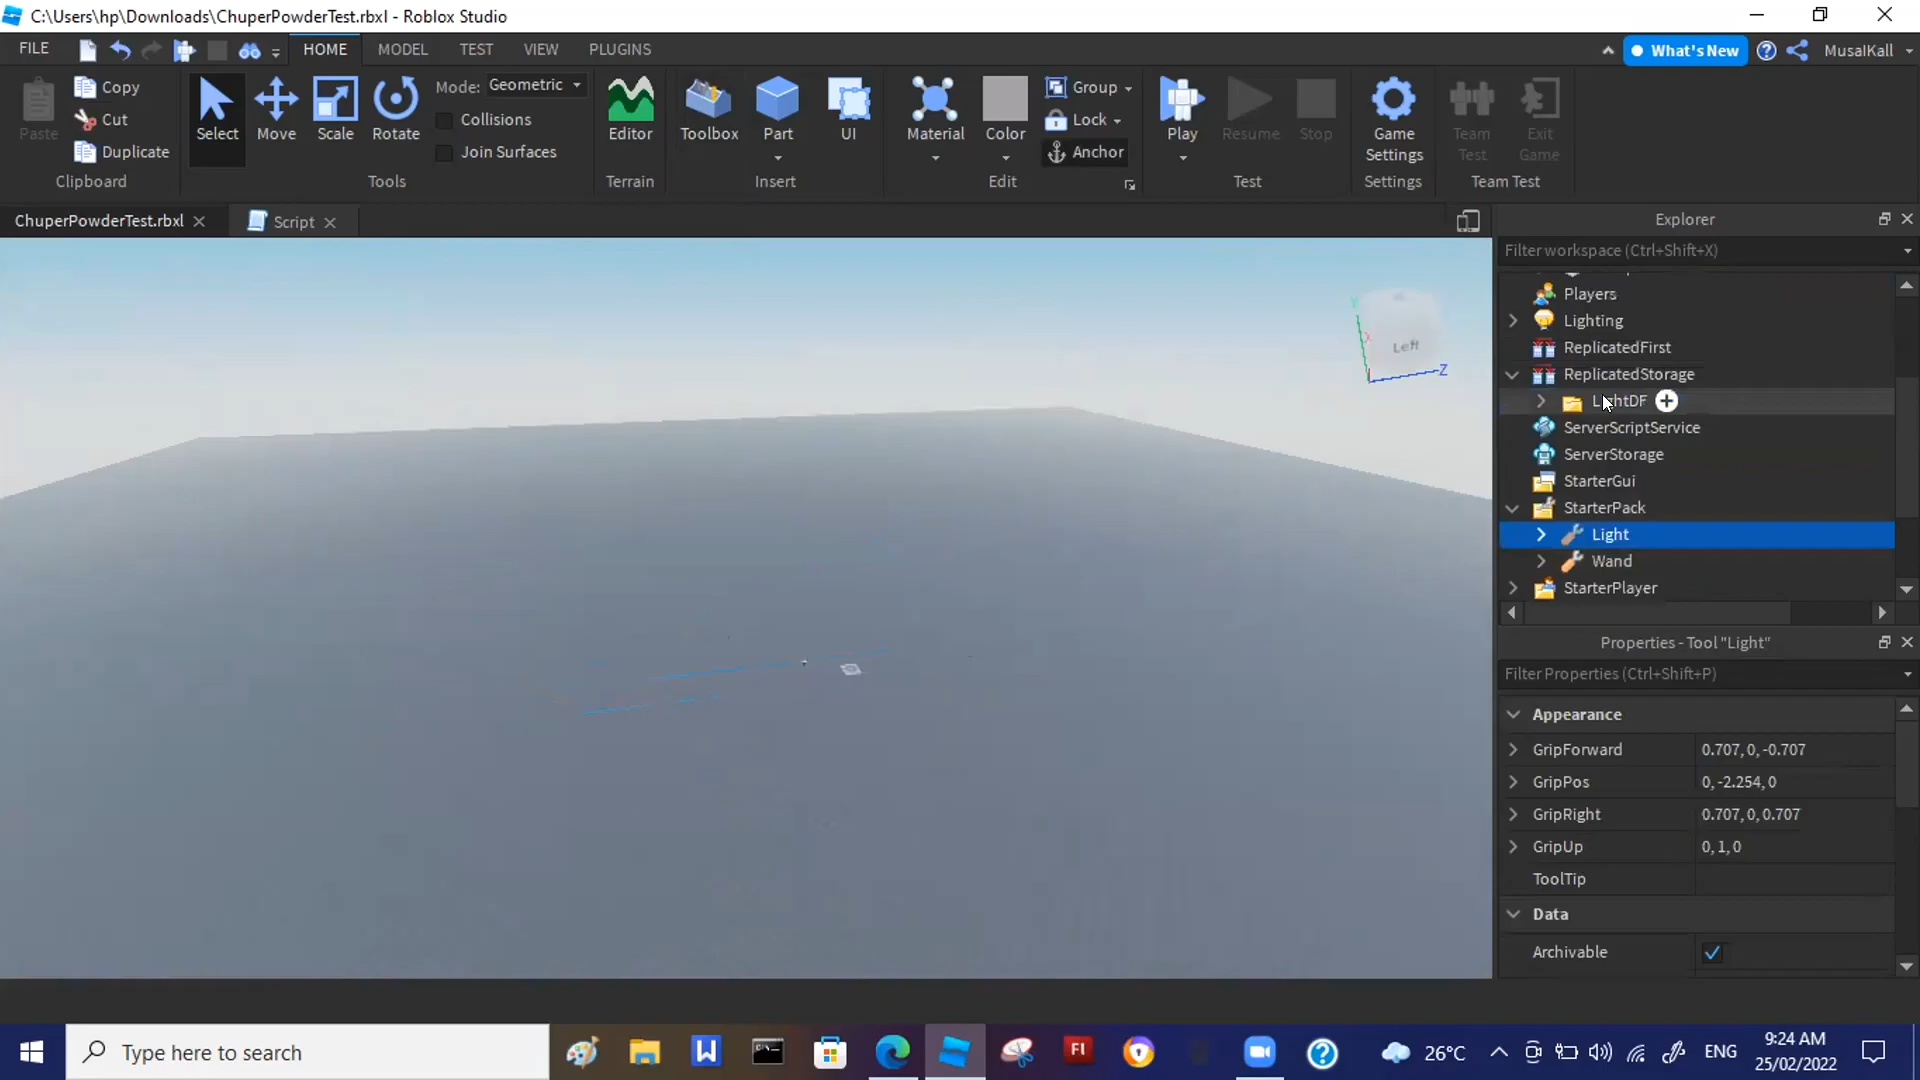 C:\Users\hp\Downloads\ChuperPowderTest.rbxl - Roblox Studio
FILE HOME MODEL TEST VIEW PLUGINS What's New MusaIKall
Paste Copy Cut Duplicate
Clipboard
Select Move Scale Rotate
Mode: Geometric
Collisions
Join Surfaces
Tools
Editor
Terrain
Toolbox Part UI
Insert
Material Color Group Lock Anchor
Edit
Play Resume Stop
Test
Game Settings
Settings
Team Test Exit Game
Team Test
ChuperPowderTest.rbxl Script
Left
Y
X
Z
Explorer
Filter workspace (Ctrl+Shift+X)
Players
Lighting
ReplicatedFirst
ReplicatedStorage
LightDF
ServerScriptService
ServerStorage
StarterGui
StarterPack
Light
Wand
StarterPlayer
Properties - Tool "Light"
Filter Properties (Ctrl+Shift+P)
Appearance
GripForward 0.707, 0, -0.707
GripPos 0, -2.254, 0
GripRight 0.707, 0, 0.707
GripUp 0, 1, 0
ToolTip
Data
Archivable
Type here to search
W
Fl
26°C
ENG
9:24 AM
25/02/2022